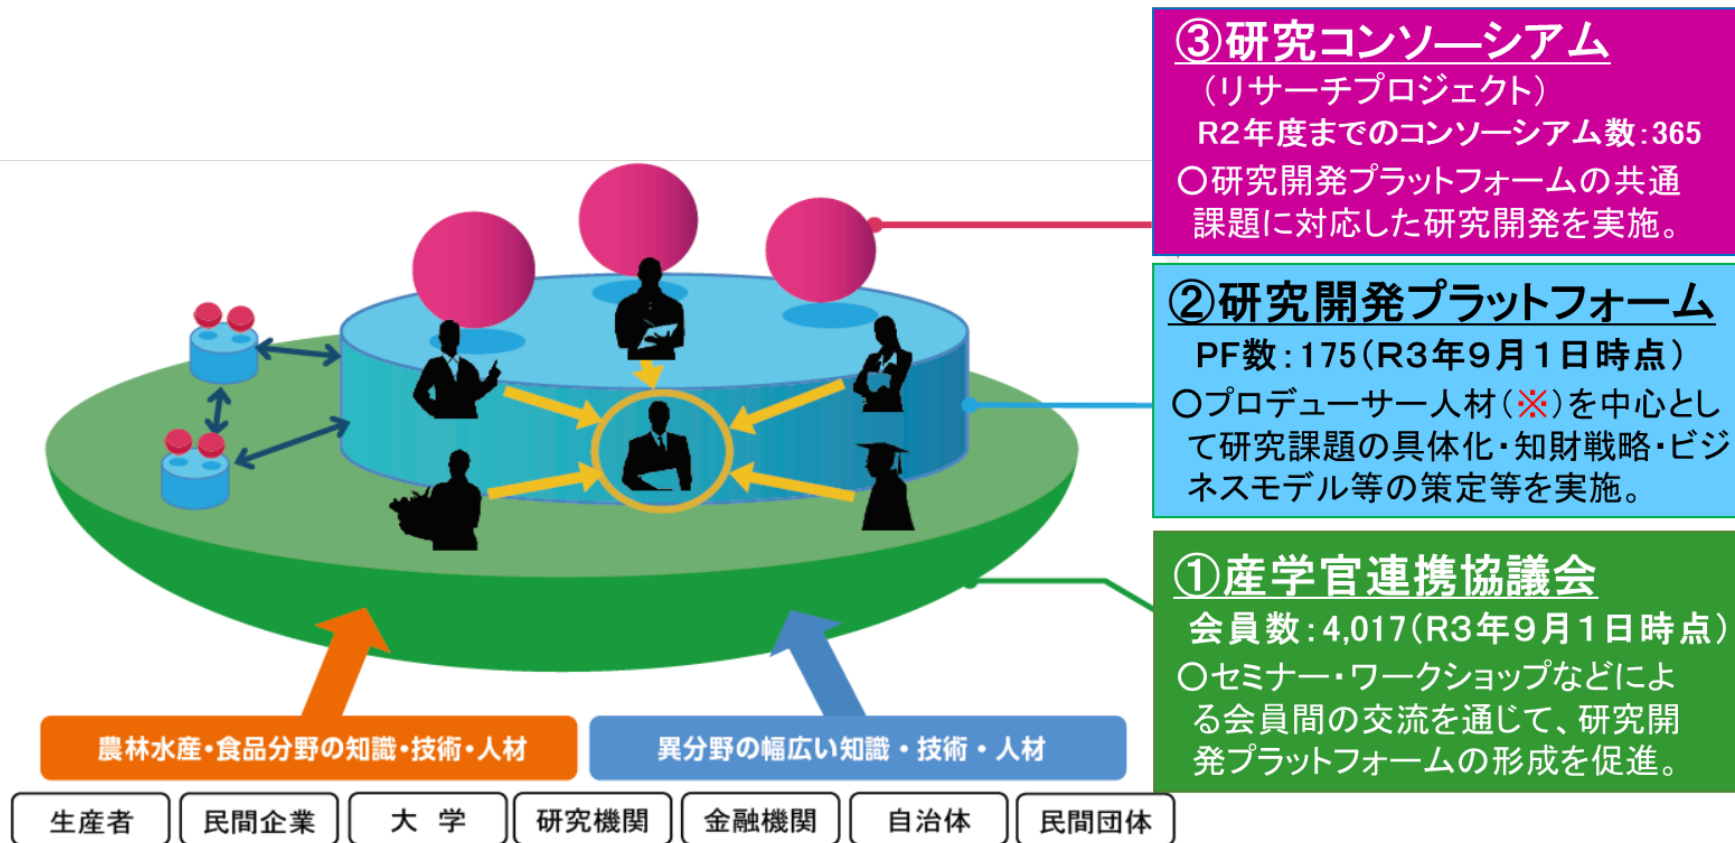 ③研究コンソーシアム
（リサーチプロジェクト）
R2年度までのコンソーシアム数：365
○研究開発プラットフォームの共通
課題に対応した研究開発を実施。
②研究開発プラットフォーム
PF数：175（R3年９月１日時点）
○プロデューサー人材（※）を中心とし
て研究課題の具体化・知財戦略・ビジ
ネスモデル等の策定等を実施。
①産学官連携協議会
会員数：4,017（R3年９月１日時点）
○セミナー・ワークショップなどによ
る会員間の交流を通じて、研究開
発プラットフォームの形成を促進。
農林水産・食品分野の知識・技術・人材
異分野の幅広い知識・技術・人材
生産者
民間企業
大 学
研究機関
金融機関
自治体
民間団体